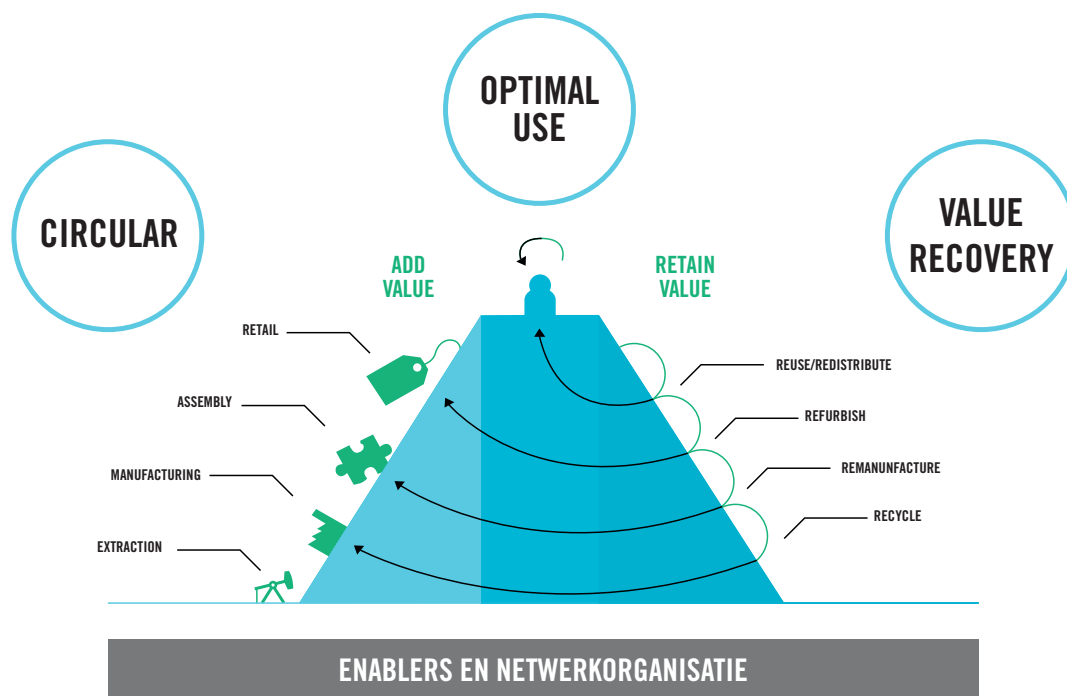 OPTIMAL
USE
CIRCULAR
VALUE
RECOVERY
ADD
VALUE
RETAIN
VALUE
RETAIL
ASSEMBLY
MANUFACTURING
EXTRACTION
REUSE/REDISTRIBUTE
REFURBISH
REMANUNFACTURE
RECYCLE
ENABLERS EN NETWERKORGANISATIE